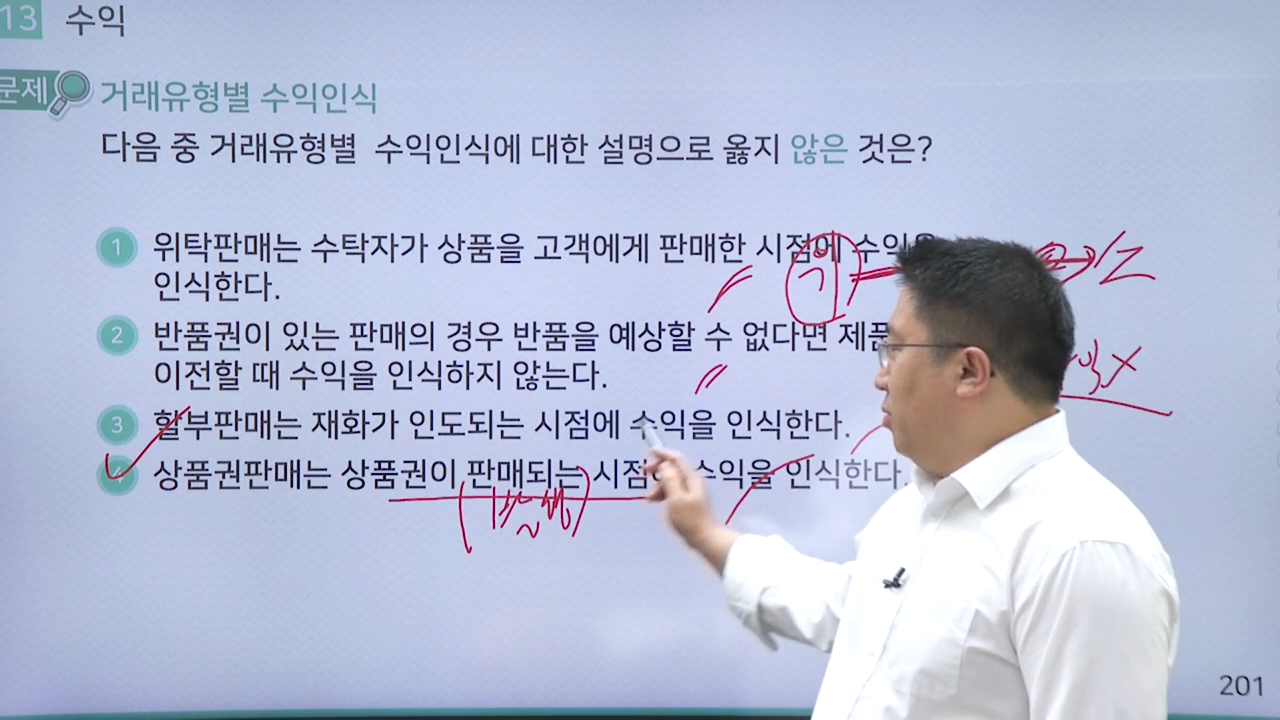 13 수익
문제 거래유형별 수익인식
다음 중 거래유형별 수익인식에 대한 설명으로 옳지 않은 것은?
1 위탁판매는 수탁자가 상품을 고객에게 판매한 시점에 수익을
인식한다.
2 반품권이 있는 판매의 경우 반품을 예상할 수 없다면 제품
이전할 때 수익을 인식하지 않는다.
3 할부판매는 재화가 인도되는 시점에 수익을 인식한다.
4 상품권판매는 상품권이 판매되는 시점에 수익을 인식한다.
201